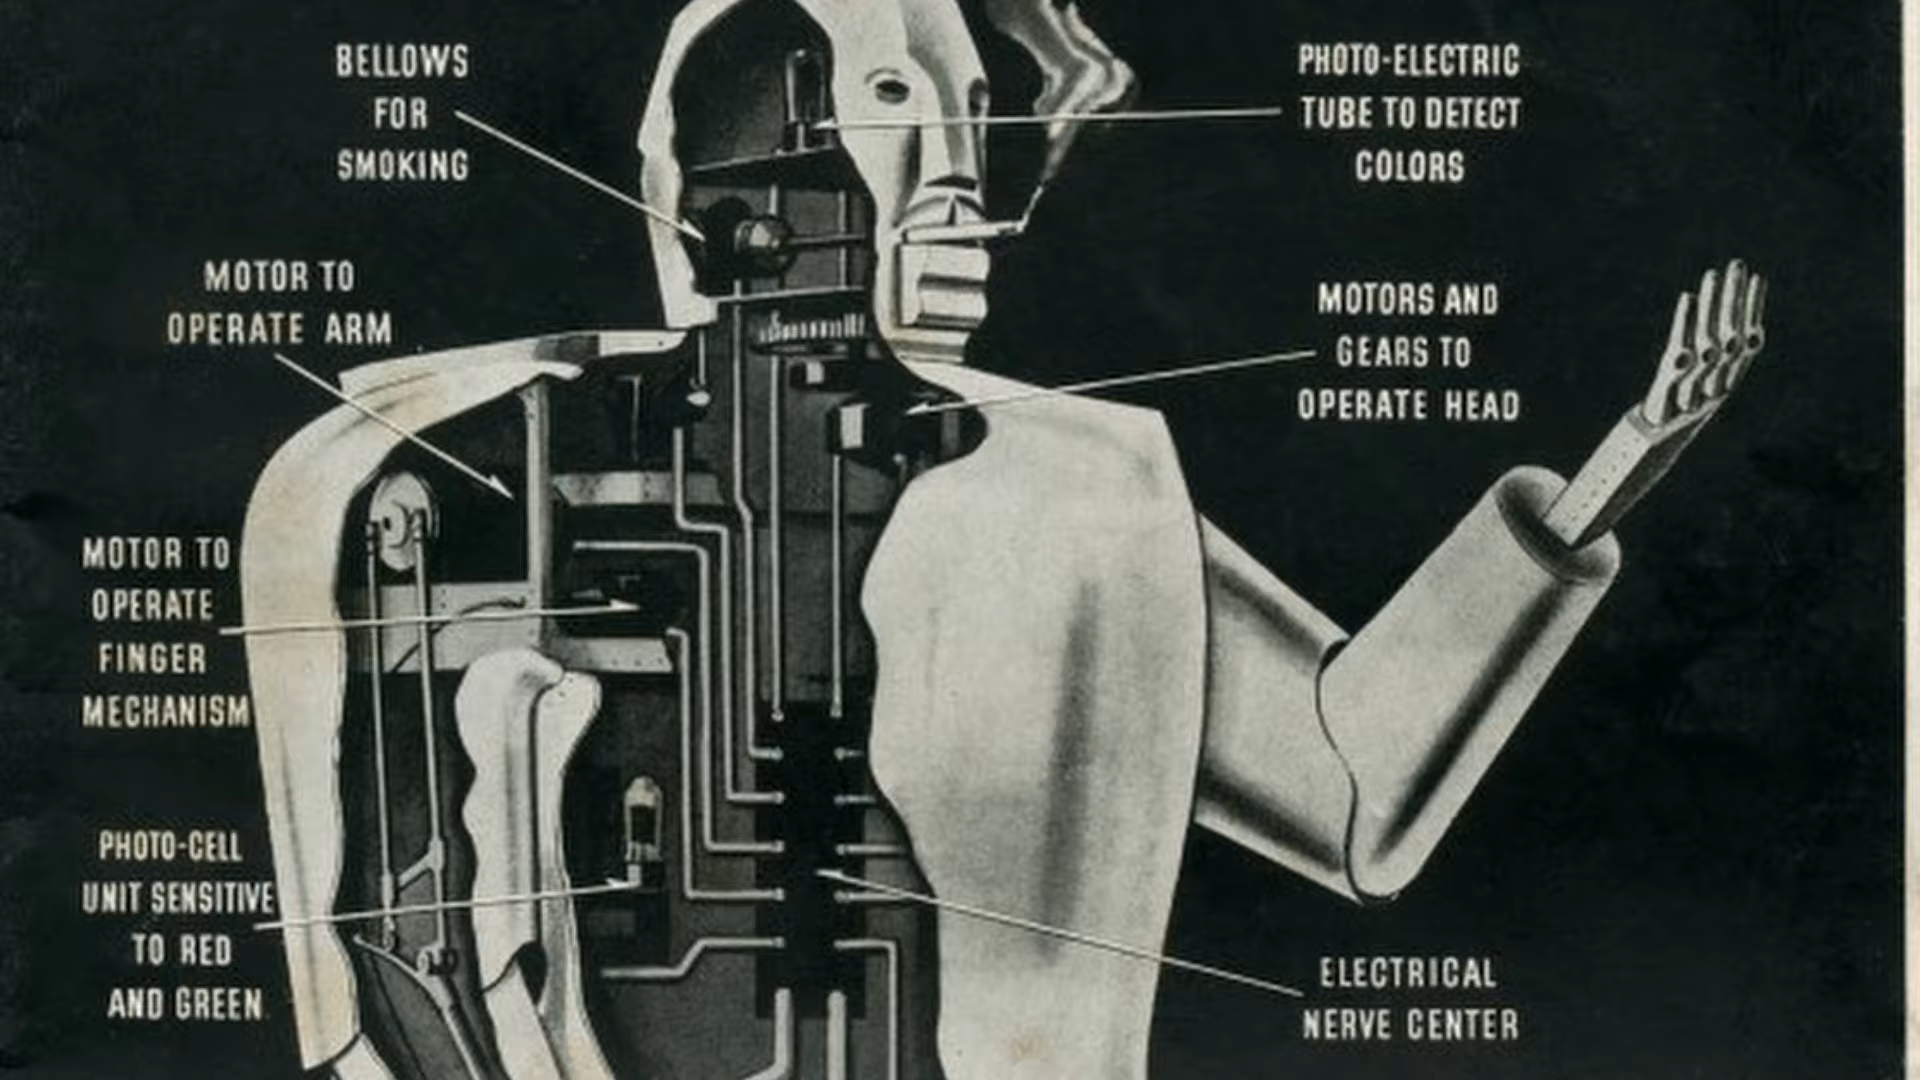 BELLOWS
FOR
SMOKING
PHOTO-ELECTRIC
TUBE TO DETECT
COLORS
MOTOR TO
OPERATE ARM
MOTORS AND
GEARS TO
OPERATE HEAD
MOTOR TO
OPERATE
FINGER
MECHANISM
PHOTO-CELL
UNIT SENSITIVE
TO RED
AND GREEN
ELECTRICAL
NERVE CENTER